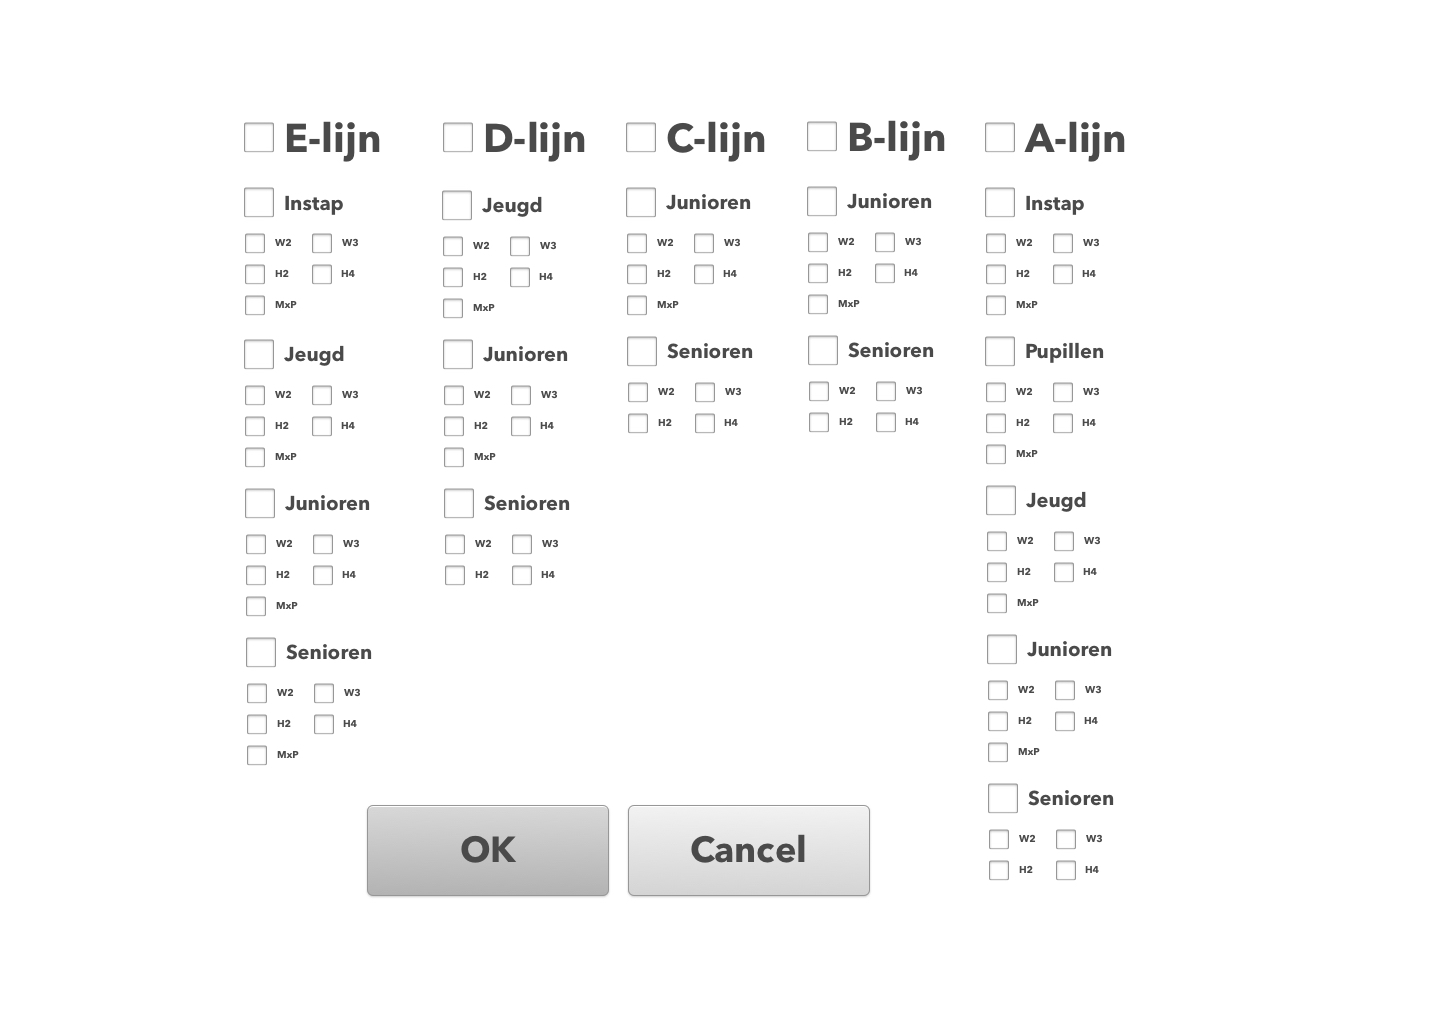 E-lijn
Instap
W2 W3
H2 H4
MxP
Jeugd
W2 W3
H2 H4
MxP
Junioren
W2 W3
H2 H4
MxP
Senioren
W2 W3
H2 H4
MxP
D-lijn
Jeugd
W2 W3
H2 H4
MxP
Junioren
W2 W3
H2 H4
MxP
Senioren
W2 W3
H2 H4
C-lijn
Junioren
W2 W3
H2 H4
MxP
Senioren
W2 W3
H2 H4
B-lijn
Junioren
W2 W3
H2 H4
MxP
Senioren
W2 W3
H2 H4
A-lijn
Instap
W2 W3
H2 H4
MxP
Pupillen
W2 W3
H2 H4
MxP
Jeugd
W2 W3
H2 H4
MxP
Junioren
W2 W3
H2 H4
MxP
Senioren
W2 W3
H2 H4
OK
Cancel